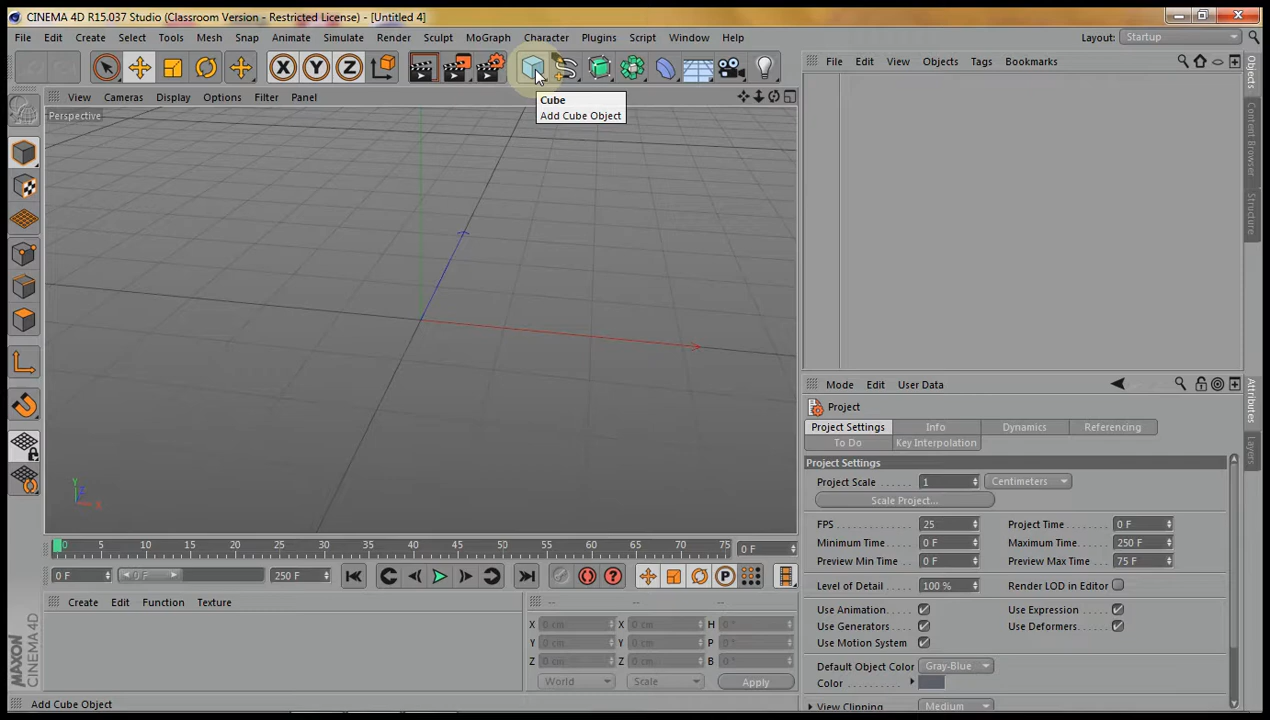 CINEMA 4D R15.037 Studio (Classroom Version - Restricted License) - [Untitled 4]
File Edit Create Select Tools Mesh Snap Animate Simulate Render Sculpt MoGraph Character Plugins Script Window Help Layout: Startup
X Y Z
File Edit View Objects Tags Bookmarks
View Cameras Display Options Filter Panel
Cube
Add Cube Object
Perspective
Y
Z
X
Objects
Content Browser
Structure
Mode Edit User Data
Project
Project Settings Info Dynamics Referencing
To Do Key Interpolation
Project Settings
Project Scale 1 Centimeters
Scale Project...
FPS 25 Project Time 0 F
Minimum Time 0 F Maximum Time 250 F
Preview Min Time 0 F Preview Max Time 75 F
Level of Detail 100 % Render LOD in Editor
Use Animation Use Expression
Use Generators Use Deformers
Use Motion System
Default Object Color Gray-Blue
Color
View Clipping Medium
Attributes
Layers
0 5 10 15 20 25 30 35 40 45 50 55 60 65 70 75 0 F
0 F 0 F 250 F P
Create Edit Function Texture
-- -- --
X 0 cm X 0 cm H 0 °
Y 0 cm Y 0 cm P 0 °
Z 0 cm Z 0 cm B 0 °
World Scale Apply
MAXON
CINEMA 4D
Add Cube Object